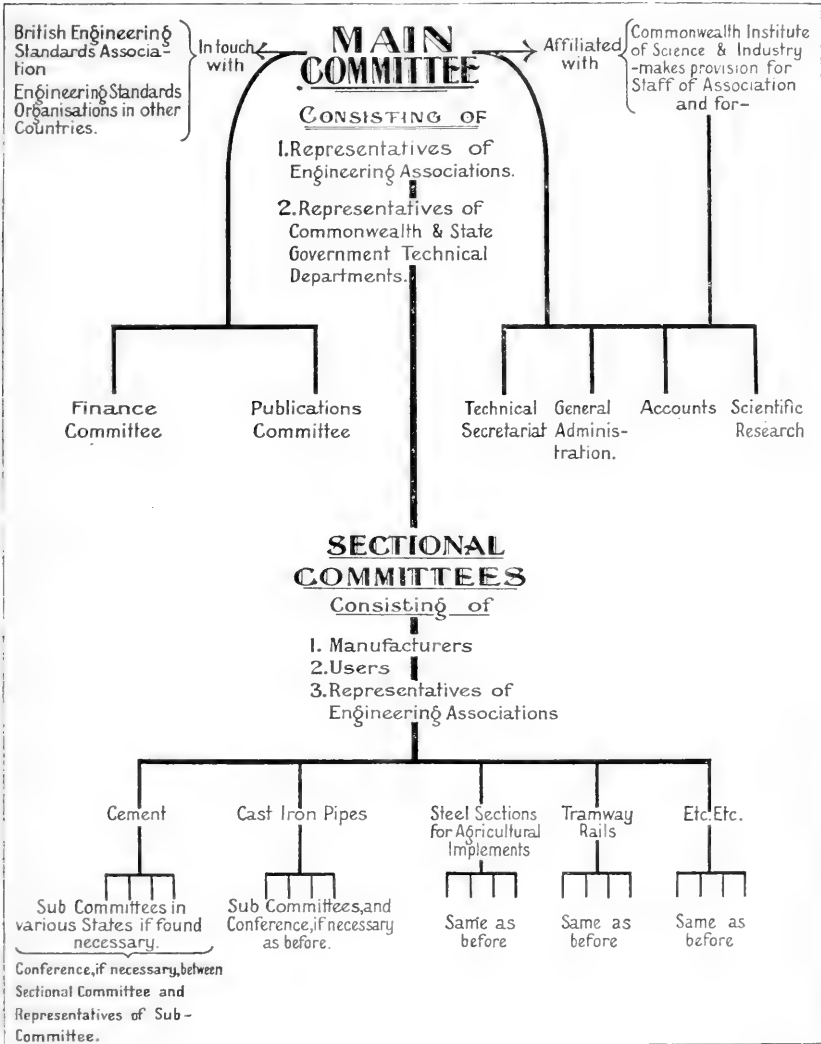 British Engineering
Standards Associa-
tion
Engineering Standards
Organisations in other
Countries.
In touch
with
MAIN
COMMITTEE
Affiliated
with
Commonwealth Institute
of Science & Industry
-makes provision for
Staff of Association
and for-
CONSISTING OF
1. Representatives of
Engineering Associations.
2. Representatives of
Commonwealth & State
Government Technical
Departments.
Finance
Committee
Publications
Committee
Technical
Secretariat
General
Adminis-
tration.
Accounts
Scientific
Research
SECTIONAL
COMMITTEES
Consisting of
1. Manufacturers
2. Users
3. Representatives of
Engineering Associations
Cement
Cast Iron Pipes
Steel Sections
for Agricultural
Implements
Tramway
Rails
Etc. Etc.
Sub Committees in
various States if found
necessary.
Conference, if necessary, between
Sectional Committee and
Representatives of Sub-
Committee.
Sub Committees, and
Conference, if necessary
as before.
Same as
before
Same as
before
Same as
before